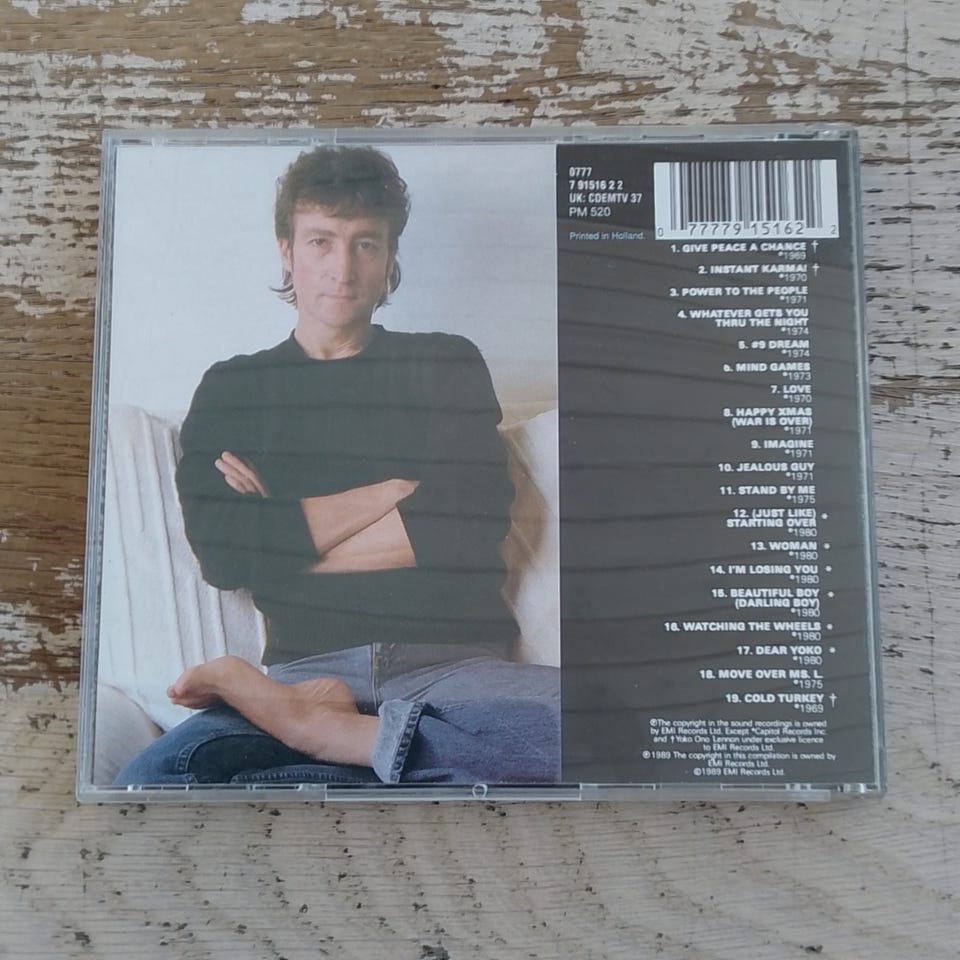 0777
7 91516 2 2
UK: CDEMTV 37
PM 520
Printed in Holland.
0 77779 15162 2
1. GIVE PEACE A CHANCE †
*1969
2. INSTANT KARMA! †
*1970
3. POWER TO THE PEOPLE
*1971
4. WHATEVER GETS YOU
THRU THE NIGHT
*1974
5. #9 DREAM
*1974
6. MIND GAMES
*1973
7. LOVE
*1970
8. HAPPY XMAS
(WAR IS OVER)
*1971
9. IMAGINE
*1971
10. JEALOUS GUY
*1971
11. STAND BY ME
*1975
12. (JUST LIKE) *
STARTING OVER
*1980
13. WOMAN *
*1980
14. I'M LOSING YOU *
*1980
15. BEAUTIFUL BOY *
(DARLING BOY)
*1980
16. WATCHING THE WHEELS *
*1980
17. DEAR YOKO *
*1980
18. MOVE OVER MS. L.
*1975
19. COLD TURKEY †
*1969
℗The copyright in the sound recordings is owned
by EMI Records Ltd. Except *Capitol Records Inc.
and †Yoko Ono Lennon under exclusive licence
to EMI Records Ltd.
℗1989 The copyright in this compilation is owned by
EMI Records Ltd.
©1989 EMI Records Ltd.